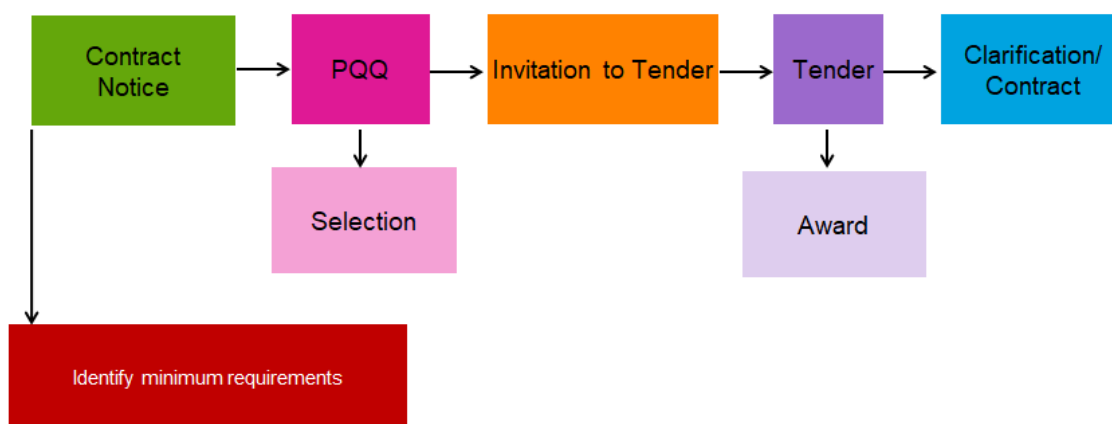 Contract
Notice
PQQ
Invitation to Tender
Tender
Clarification/
Contract
Selection
Award
Identify minimum requirements